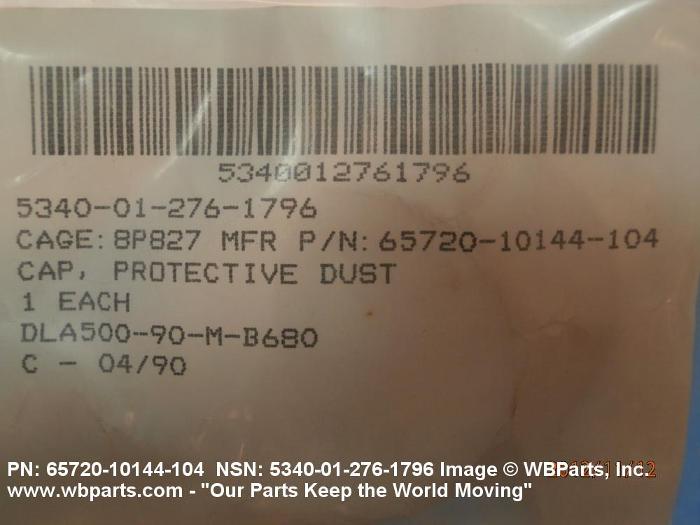 5340012761796
5340-01-276-1796
CAGE: 8P827 MFR P/N: 65720-10144-104
CAP, PROTECTIVE DUST
1 EACH
DLA500-90-M-B680
C - 04/90
PN: 65720-10144-104 NSN: 5340-01-276-1796 Image © WBParts, Inc.
www.wbparts.com - "Our Parts Keep the World Moving"